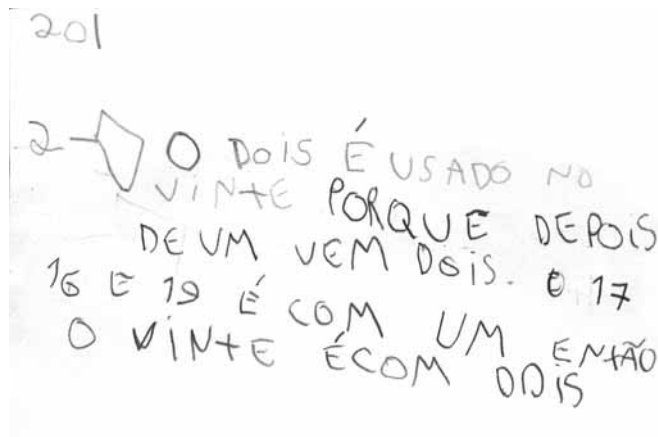 201
2- O DOIS É USADO NO
VINTE PORQUE DEPOIS
DE UM VEM DOIS. E 17
16 E 19 É COM UM ENTÃO
O VINTE ÉCOM DOIS